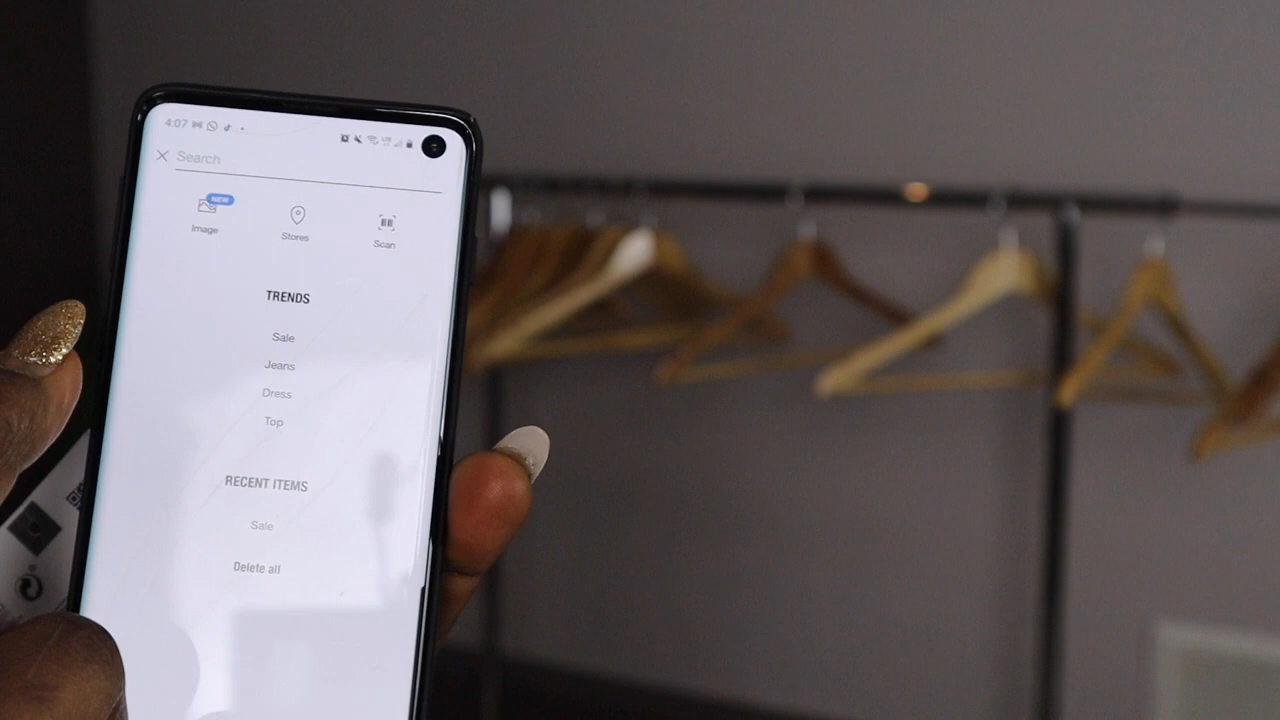 4:07
Search
NEW
Image
Stores
Scan
TRENDS
Sale
Jeans
Dress
Top
RECENT ITEMS
Sale
Delete all